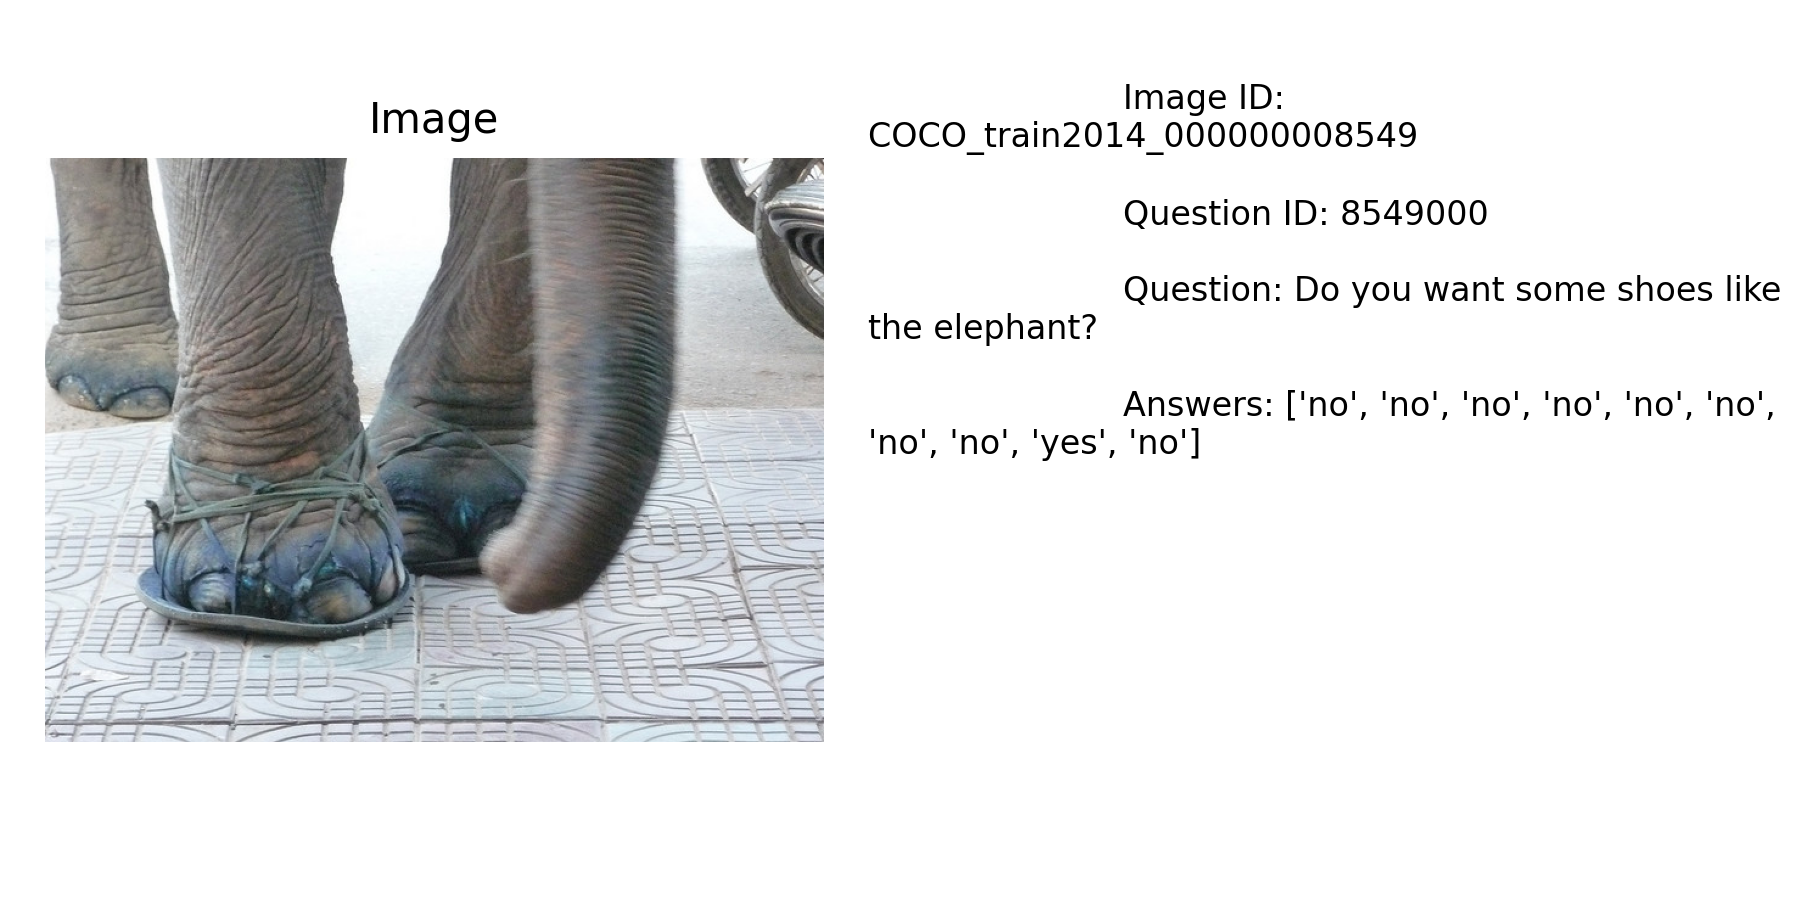 Image
Image ID:
COCO_train2014_000000008549
Question ID: 8549000
Question: Do you want some shoes like
the elephant?
Answers: ['no', 'no', 'no', 'no', 'no', 'no',
'no', 'no', 'yes', 'no']